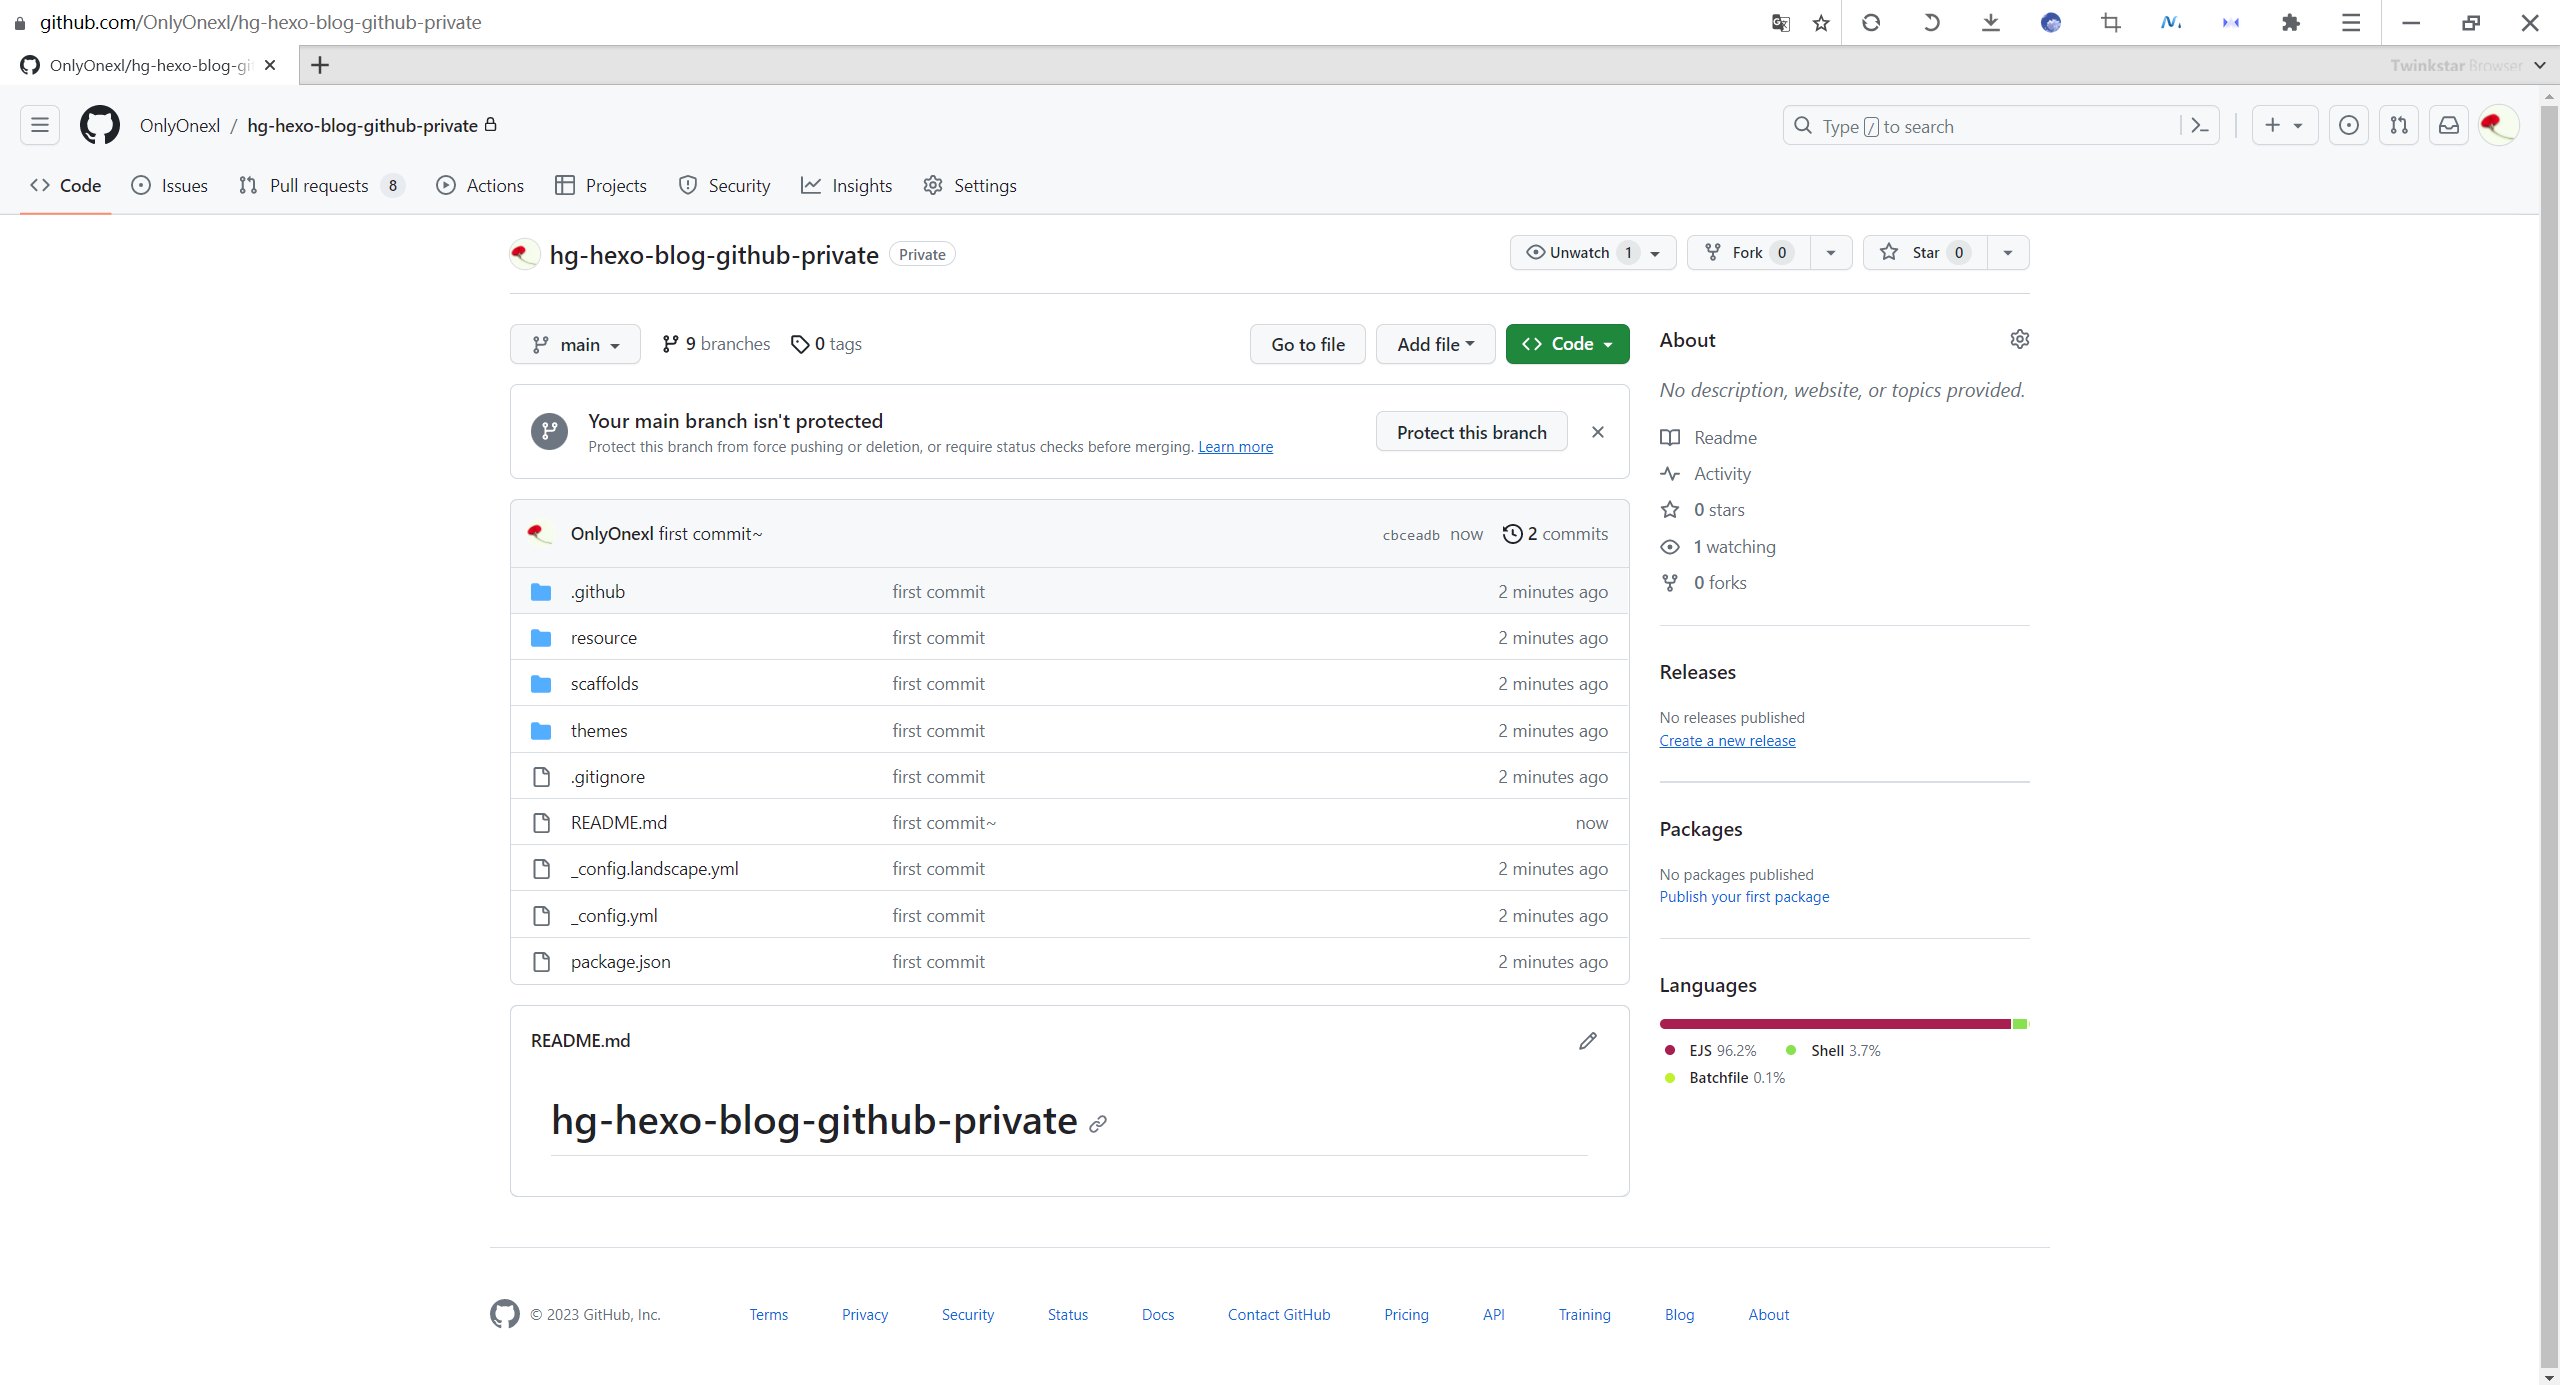 github.com/OnlyOnexl/hg-hexo-blog-github-private
OnlyOnexl/hg-hexo-blog-gi
Twinkstar Browser
OnlyOnexl / hg-hexo-blog-github-private
Type / to search
Code Issues Pull requests 8 Actions Projects Security Insights Settings
hg-hexo-blog-github-private Private
Unwatch 1 Fork 0 Star 0
main 9 branches 0 tags Go to file Add file Code
Your main branch isn't protected
Protect this branch from force pushing or deletion, or require status checks before merging. Learn more
Protect this branch
OnlyOnexl first commit~ cbceadb now 2 commits
.github first commit 2 minutes ago
resource first commit 2 minutes ago
scaffolds first commit 2 minutes ago
themes first commit 2 minutes ago
.gitignore first commit 2 minutes ago
README.md first commit~ now
_config.landscape.yml first commit 2 minutes ago
_config.yml first commit 2 minutes ago
package.json first commit 2 minutes ago
README.md
hg-hexo-blog-github-private
About
No description, website, or topics provided.
Readme
Activity
0 stars
1 watching
0 forks
Releases
No releases published
Create a new release
Packages
No packages published
Publish your first package
Languages
EJS 96.2% Shell 3.7%
Batchfile 0.1%
© 2023 GitHub, Inc. Terms Privacy Security Status Docs Contact GitHub Pricing API Training Blog About